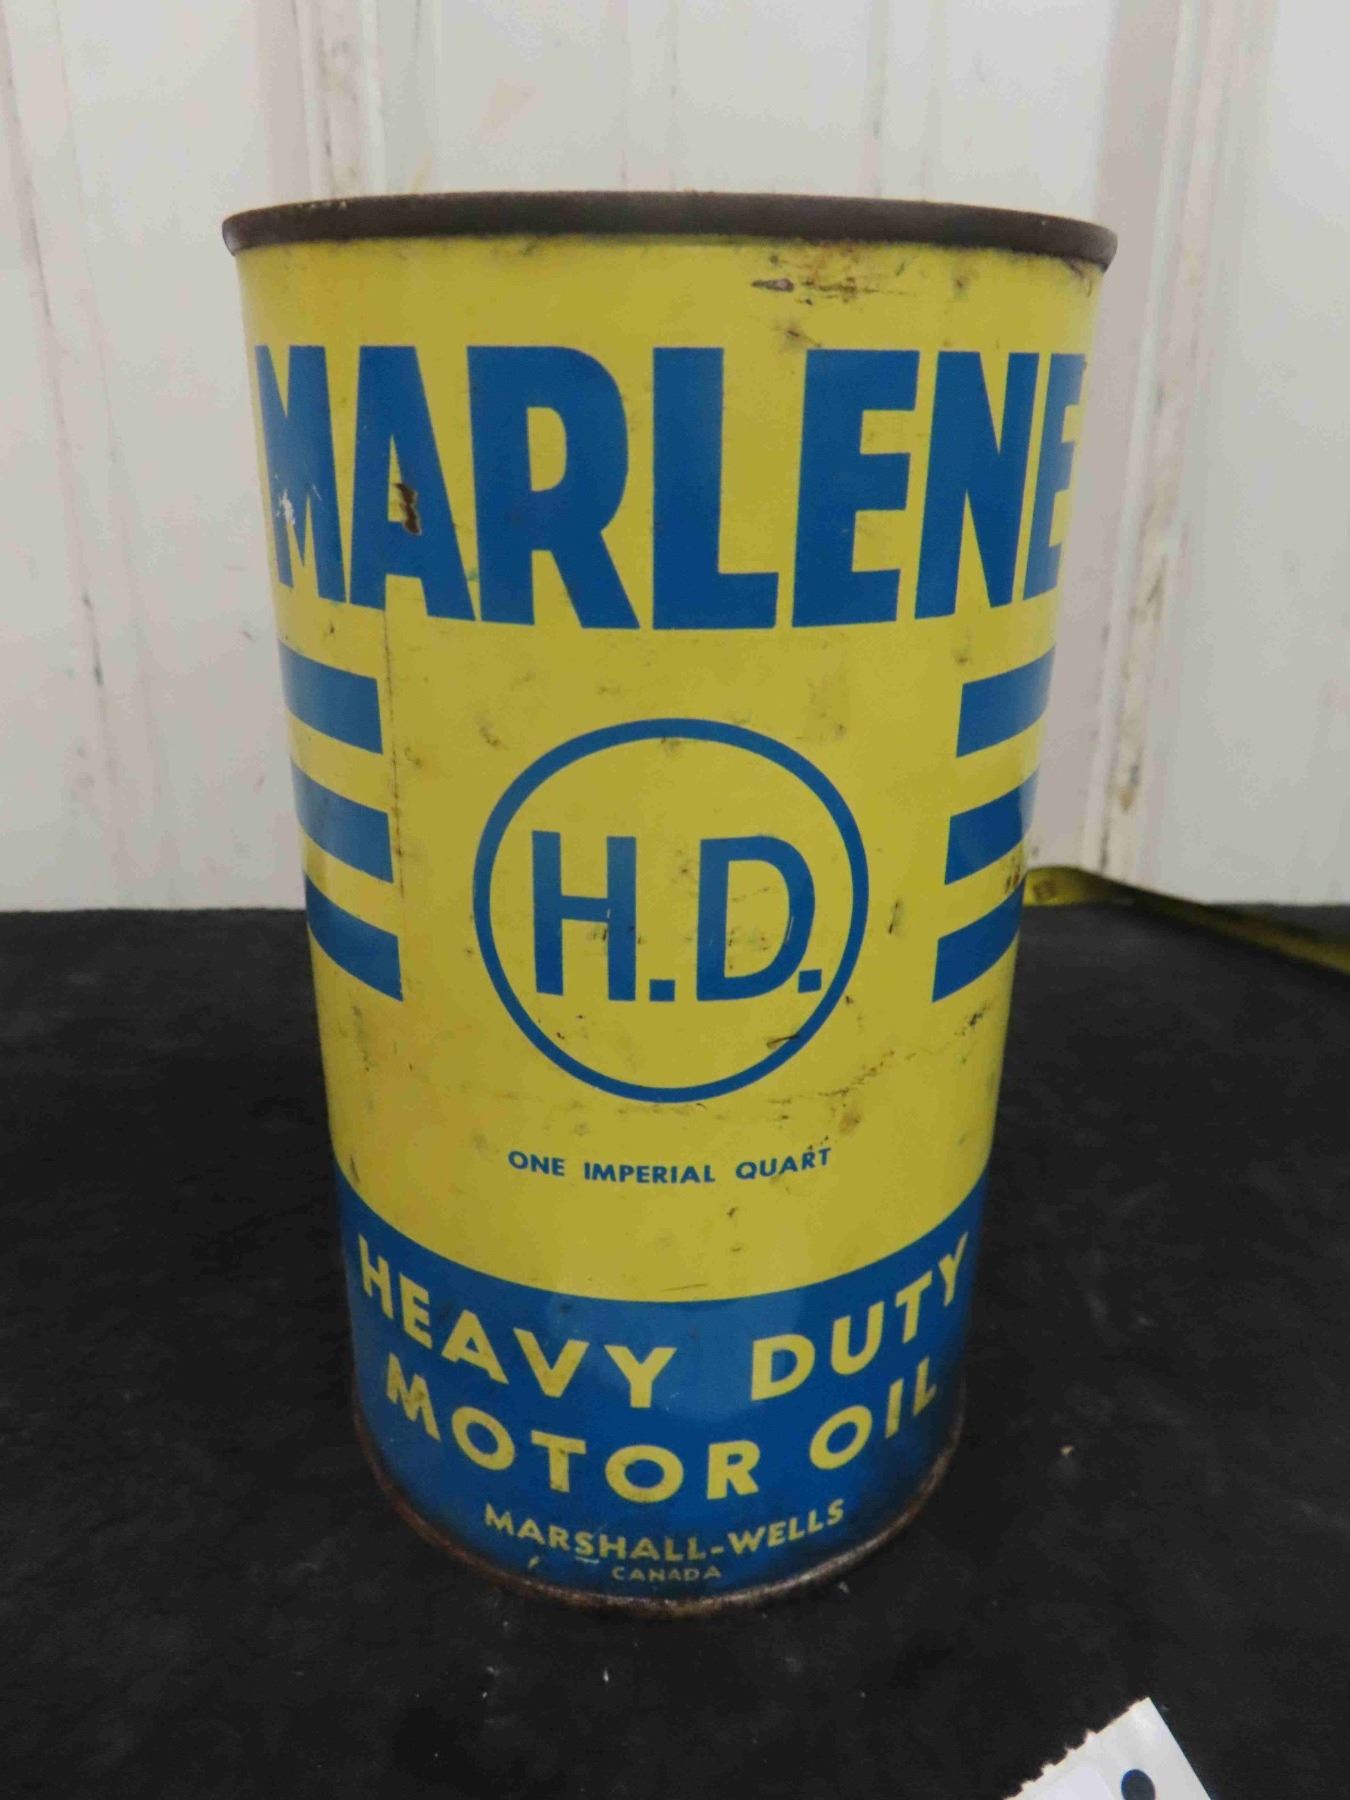 MARLENE
H.D.
ONE IMPERIAL QUART
HEAVY DUTY
MOTOR OIL
MARSHALL-WELLS
CANADA